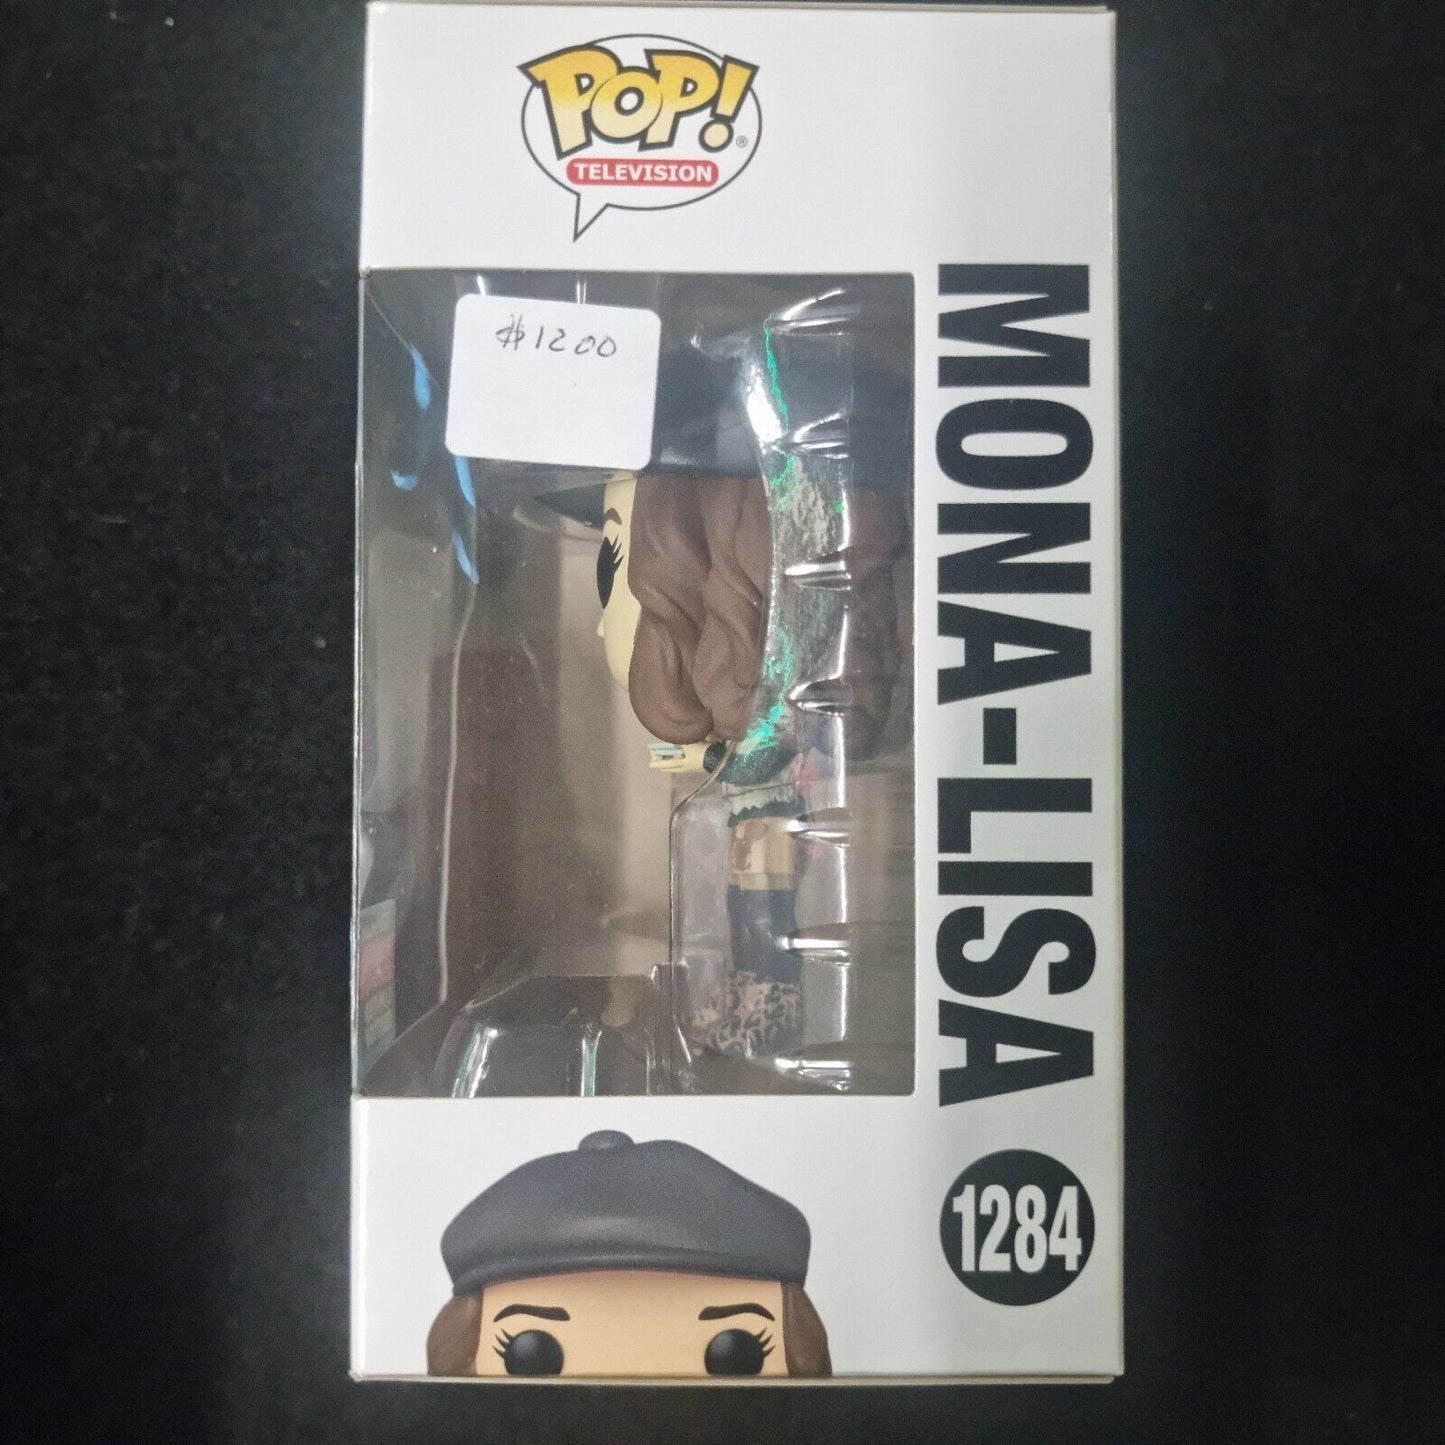 POP!®
TELEVISION
$1200
MONA-LISA
1284